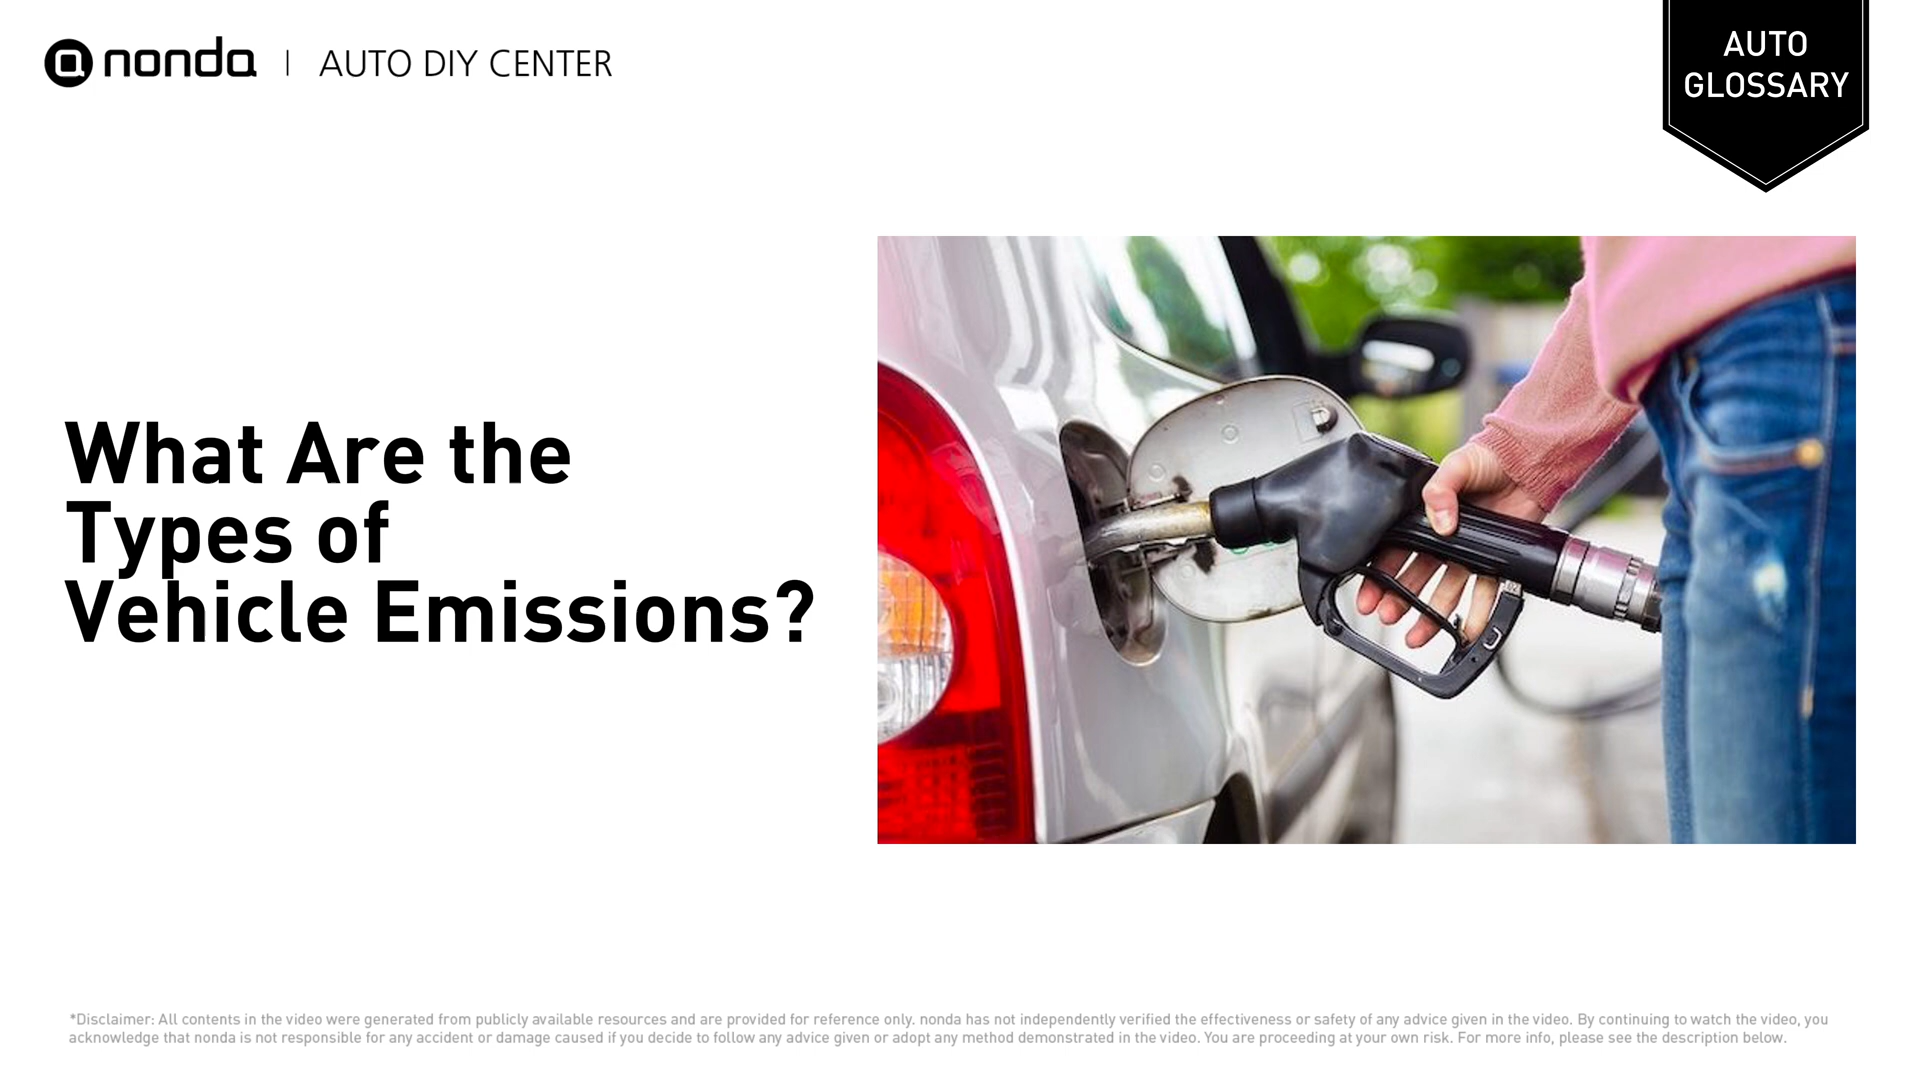 nonda | AUTO DIY CENTER
AUTO
GLOSSARY
What Are the
Types of
Vehicle Emissions?
*Disclaimer: All contents in the video were generated from publicly available resources and are provided for reference only. nonda has not independently verified the effectiveness or safety of any advice given in the video. By continuing to watch the video, you
acknowledge that nonda is not responsible for any accident or damage caused if you decide to follow any advice given or adopt any method demonstrated in the video. You are proceeding at your own risk. For more info, please see the description below.